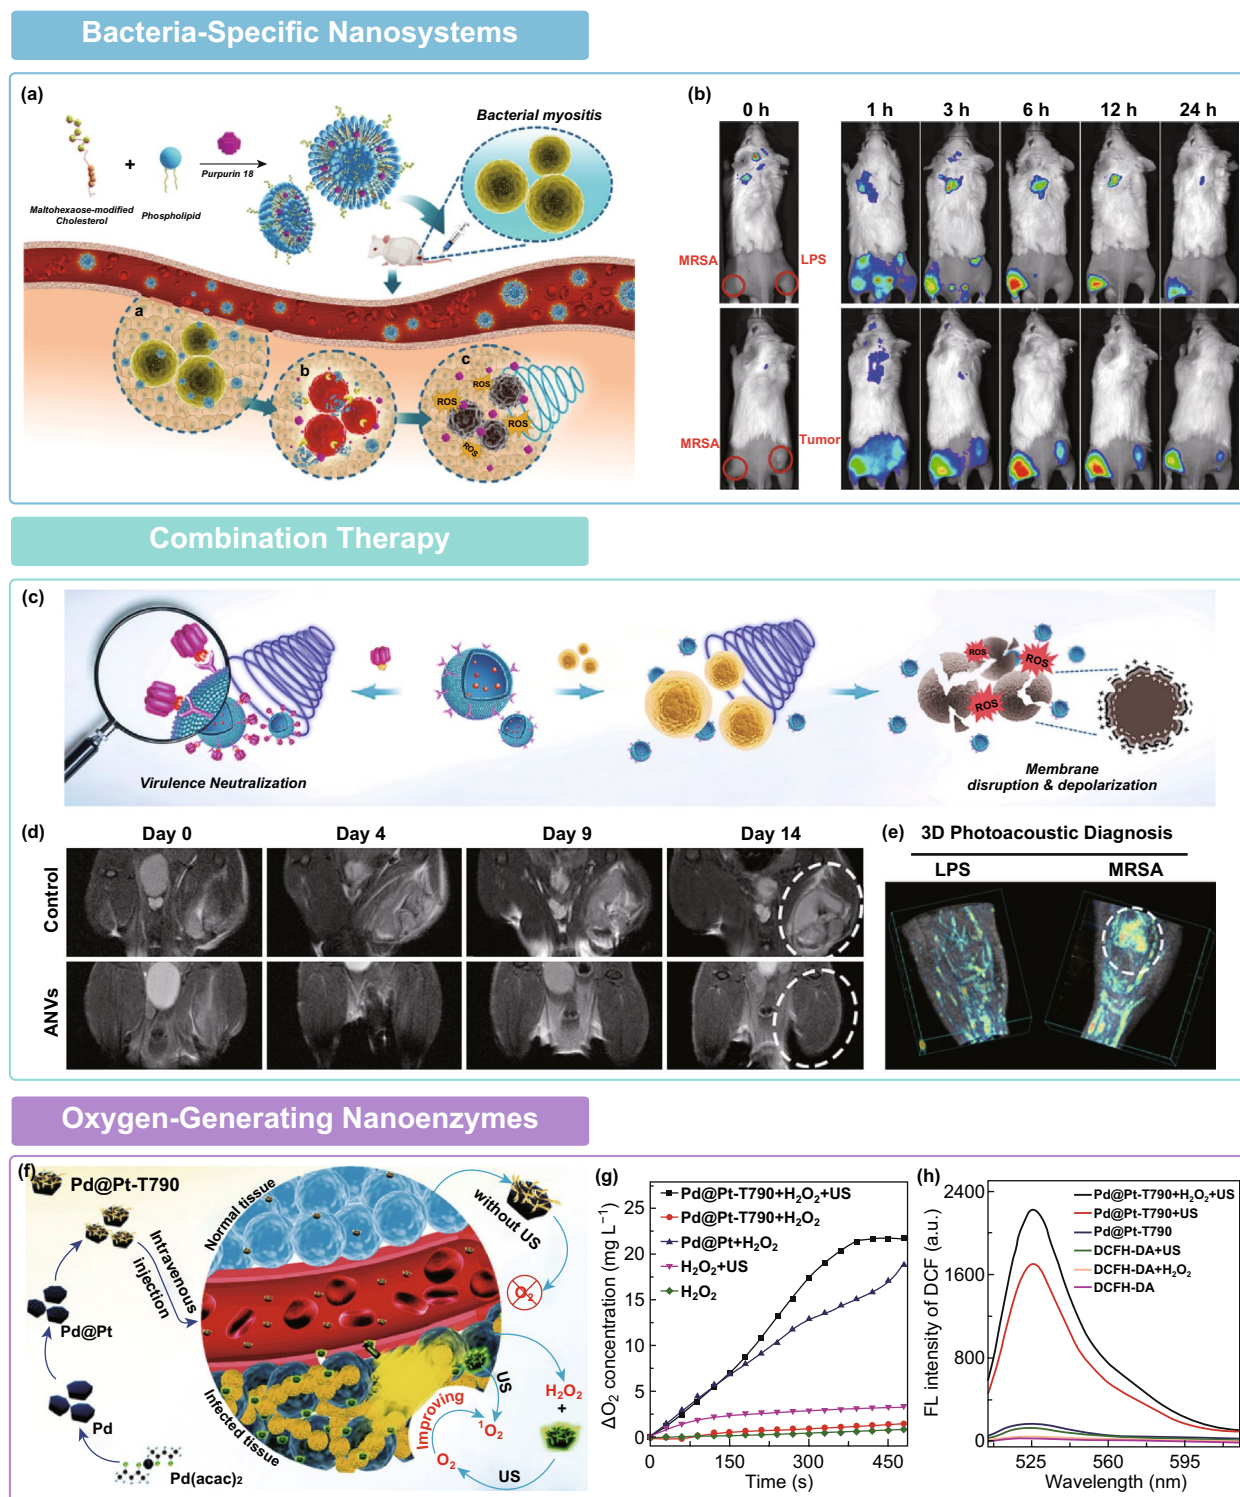 Bacteria-Specific Nanosystems
(a)
Bacterial myositis
+
Purpurin 18
Maltohexaose-modified
Cholesterol
Phospholipid
a
b
c
ROS
ROS
ROS
ROS
(b)
0 h
1 h
3 h
6 h
12 h
24 h
MRSA
LPS
MRSA
Tumor
Combination Therapy
(c)
Virulence Neutralization
ROS
ROS
ROS
Membrane
disruption & depolarization
(d)
Day 0
Day 4
Day 9
Day 14
Control
ANVs
(e)
3D Photoacoustic Diagnosis
LPS
MRSA
Oxygen-Generating Nanoenzymes
(f)
Pd@Pt-T790
Intravenous
injection
Pd@Pt
Pd
Pd(acac)₂
Normal tissue
Infected tissue
without US
O₂
US
H₂O₂
+
Improving
¹O₂
O₂
US
(g)
Pd@Pt-T790+H₂O₂+US
Pd@Pt-T790+H₂O₂
Pd@Pt+H₂O₂
H₂O₂+US
H₂O₂
ΔO₂ concentration (mg L⁻¹)
25
20
15
10
5
0
0
150
300
450
Time (s)
(h)
Pd@Pt-T790+H₂O₂+US
Pd@Pt-T790+US
Pd@Pt-T790
DCFH-DA+US
DCFH-DA+H₂O₂
DCFH-DA
FL intensity of DCF (a.u.)
2400
1600
800
0
525
560
595
Wavelength (nm)